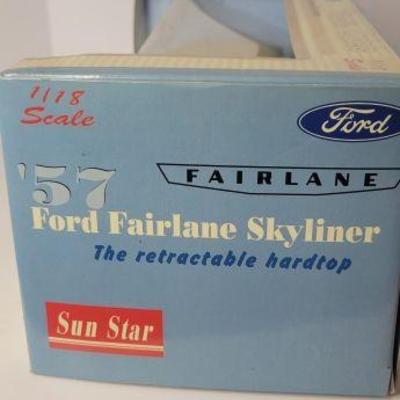 1/18
Scale
Ford
FAIRLANE
'57
Ford Fairlane Skyliner
The retractable hardtop
Sun Star